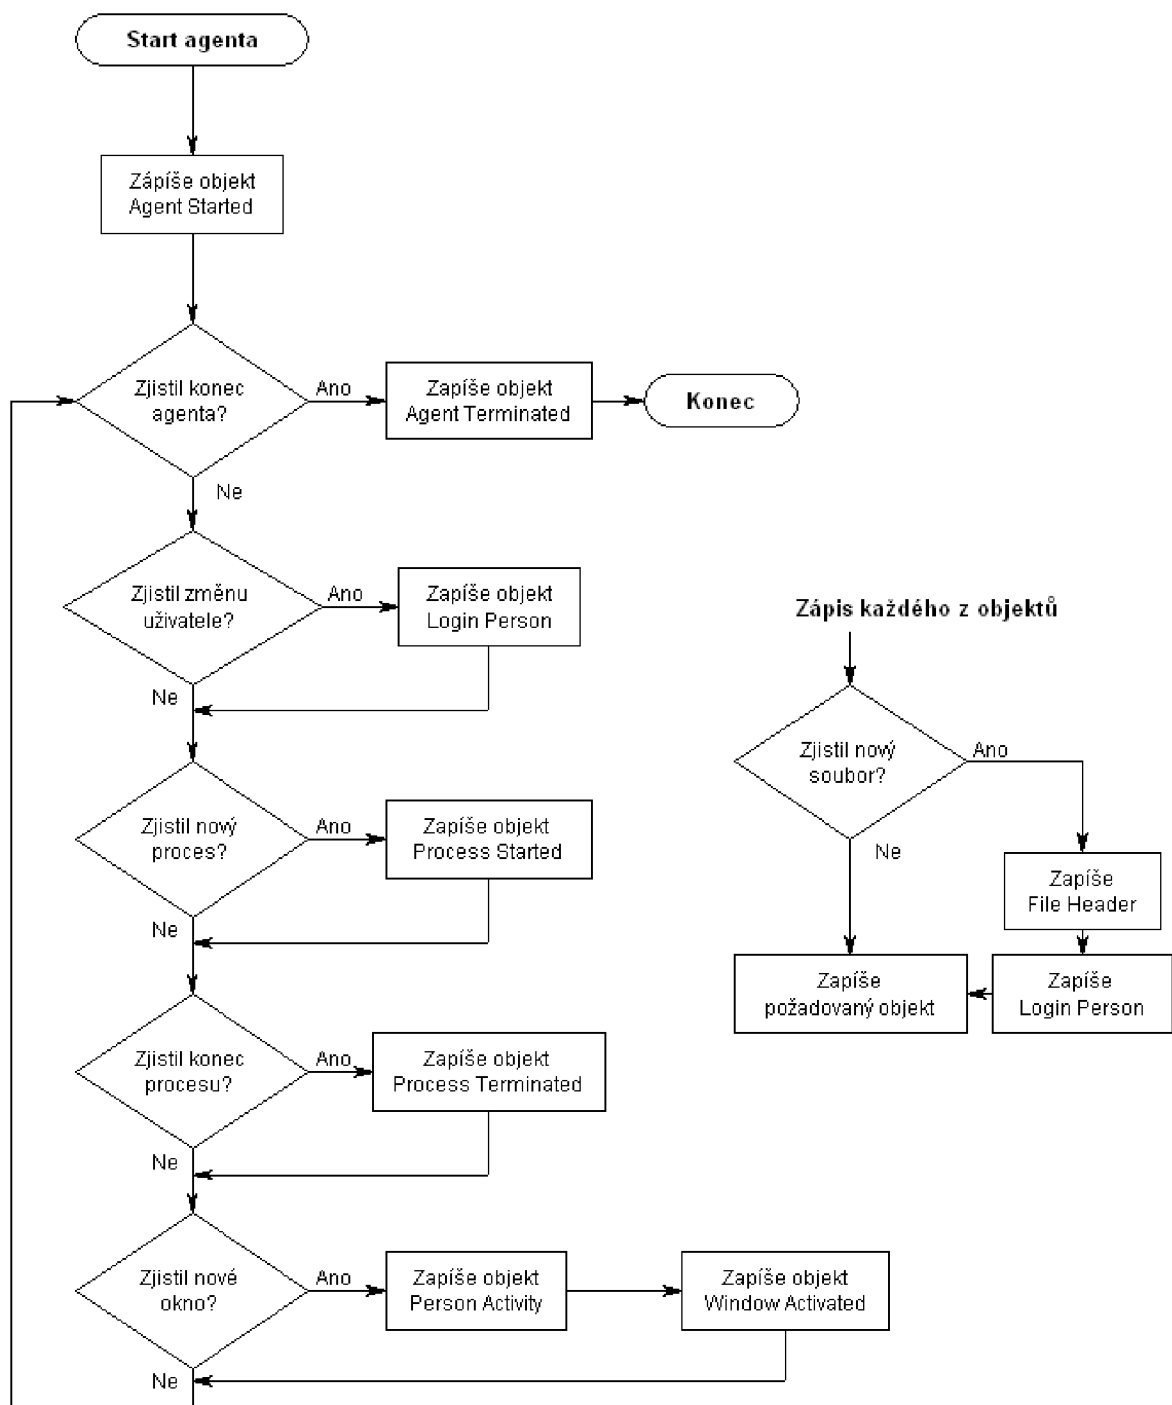 Start agenta
Zápíše objekt
Agent Started
Zjistil konec
agenta?
Ano
Zapíše objekt
Agent Terminated
Konec
Ne
Zjistil změnu
uživatele?
Ano
Zapíše objekt
Login Person
Ne
Zjistil nový
proces?
Ano
Zapíše objekt
Process Started
Ne
Zjistil konec
procesu?
Ano
Zapíše objekt
Process Terminated
Ne
Zjistil nové
okno?
Ano
Zapíše objekt
Person Activity
Zapíše objekt
Window Activated
Ne
Zápis každého z objektů
Zjistil nový
soubor?
Ano
Ne
Zapíše
File Header
Zapíše
Login Person
Zapíše
požadovaný objekt